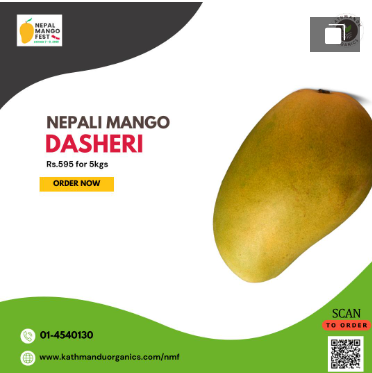 NEPAL
MANGO
FEST
NEPALI MANGO
DASHERI
Rs.595 for 5kgs
ORDER NOW
SCAN
TO ORDER
01-4540130
www.kathmanduorganics.com/nmf